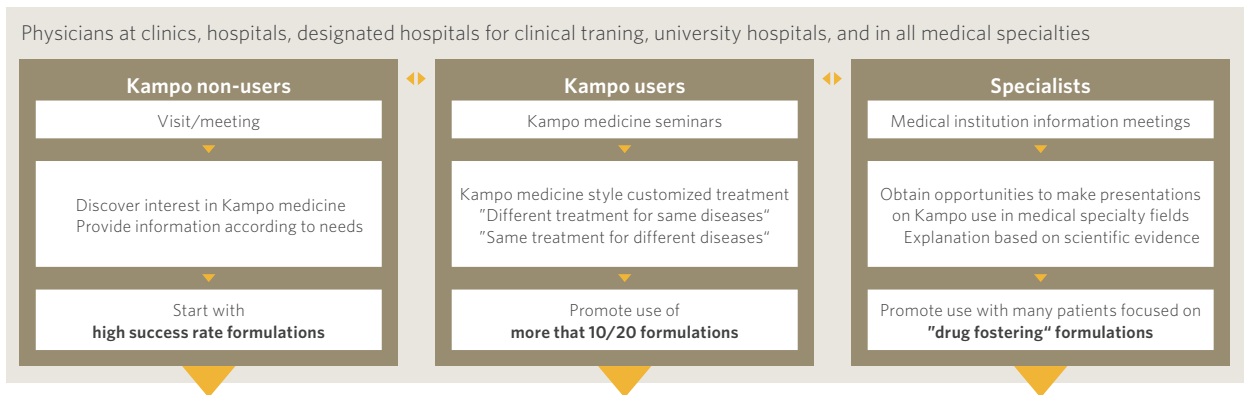 Physicians at clinics, hospitals, designated hospitals for clinical traning, university hospitals, and in all medical specialties
Kampo non-users
Visit/meeting
Discover interest in Kampo medicine
Provide information according to needs
Start with
high success rate formulations
Kampo users
Kampo medicine seminars
Kampo medicine style customized treatment
”Different treatment for same diseases“
”Same treatment for different diseases“
Promote use of
more that 10/20 formulations
Specialists
Medical institution information meetings
Obtain opportunities to make presentations
on Kampo use in medical specialty fields
Explanation based on scientific evidence
Promote use with many patients focused on
”drug fostering“ formulations